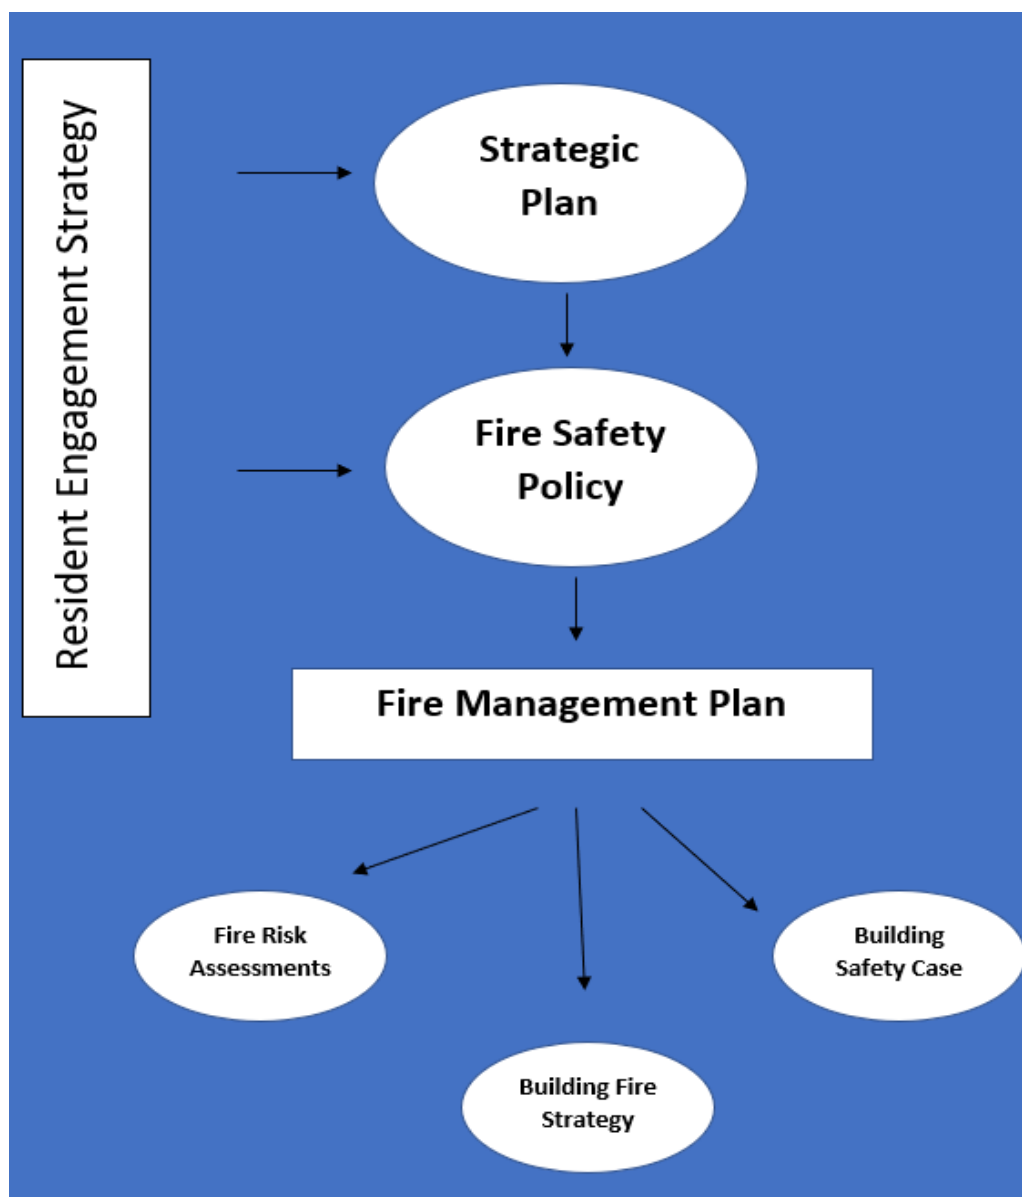 Resident Engagement Strategy
Strategic
Plan
Fire Safety
Policy
Fire Management Plan
Fire Risk
Assessments
Building
Safety Case
Building Fire
Strategy